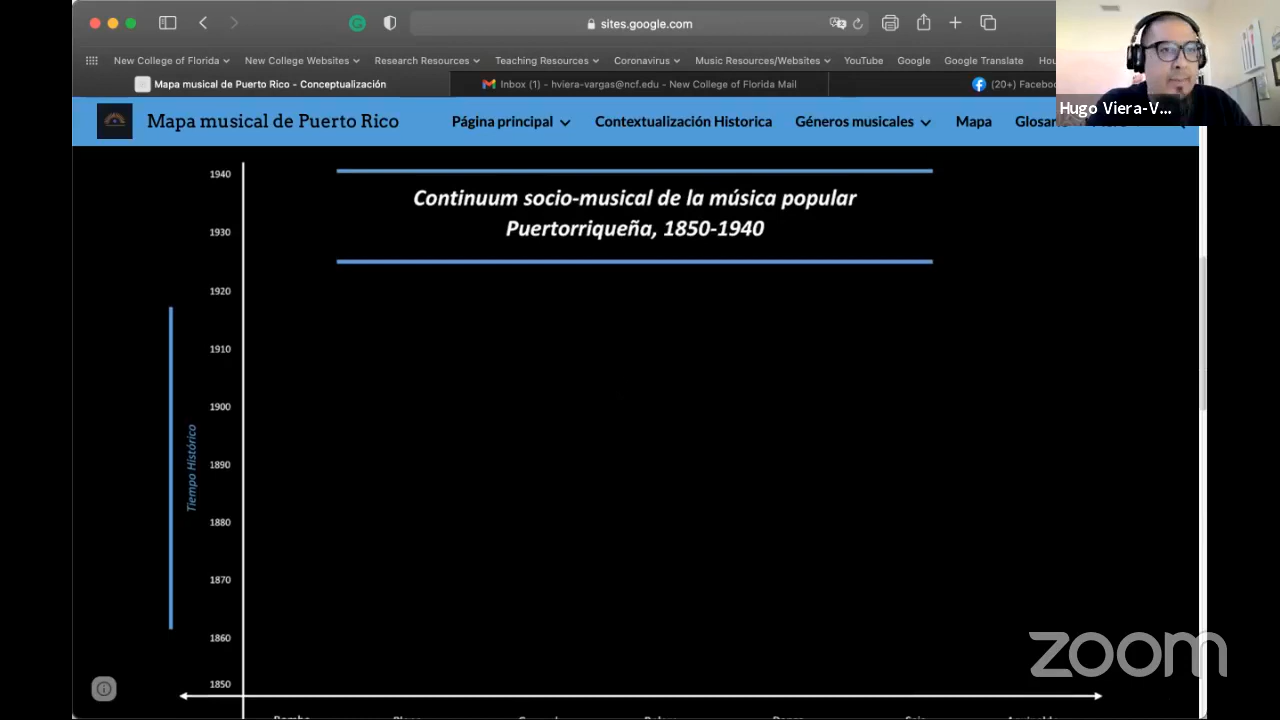 sites.google.com
New College of Florida
New College Websites
Research Resources
Teaching Resources
Coronavirus
Music Resources/Websites
YouTube
Google
Google Translate
Mapa musical de Puerto Rico - Conceptualización
Inbox (1) - hviera-vargas@ncf.edu - New College of Florida Mail
(20+) Facebo
Hugo Viera-V...
Mapa musical de Puerto Rico
Página principal
Contextualización Historica
Géneros musicales
Mapa
Glosar
Continuum socio-musical de la música popular
Puertorriqueña, 1850-1940
1940
1930
1920
1910
1900
1890
1880
1870
1860
1850
Tiempo Histórico
zoom